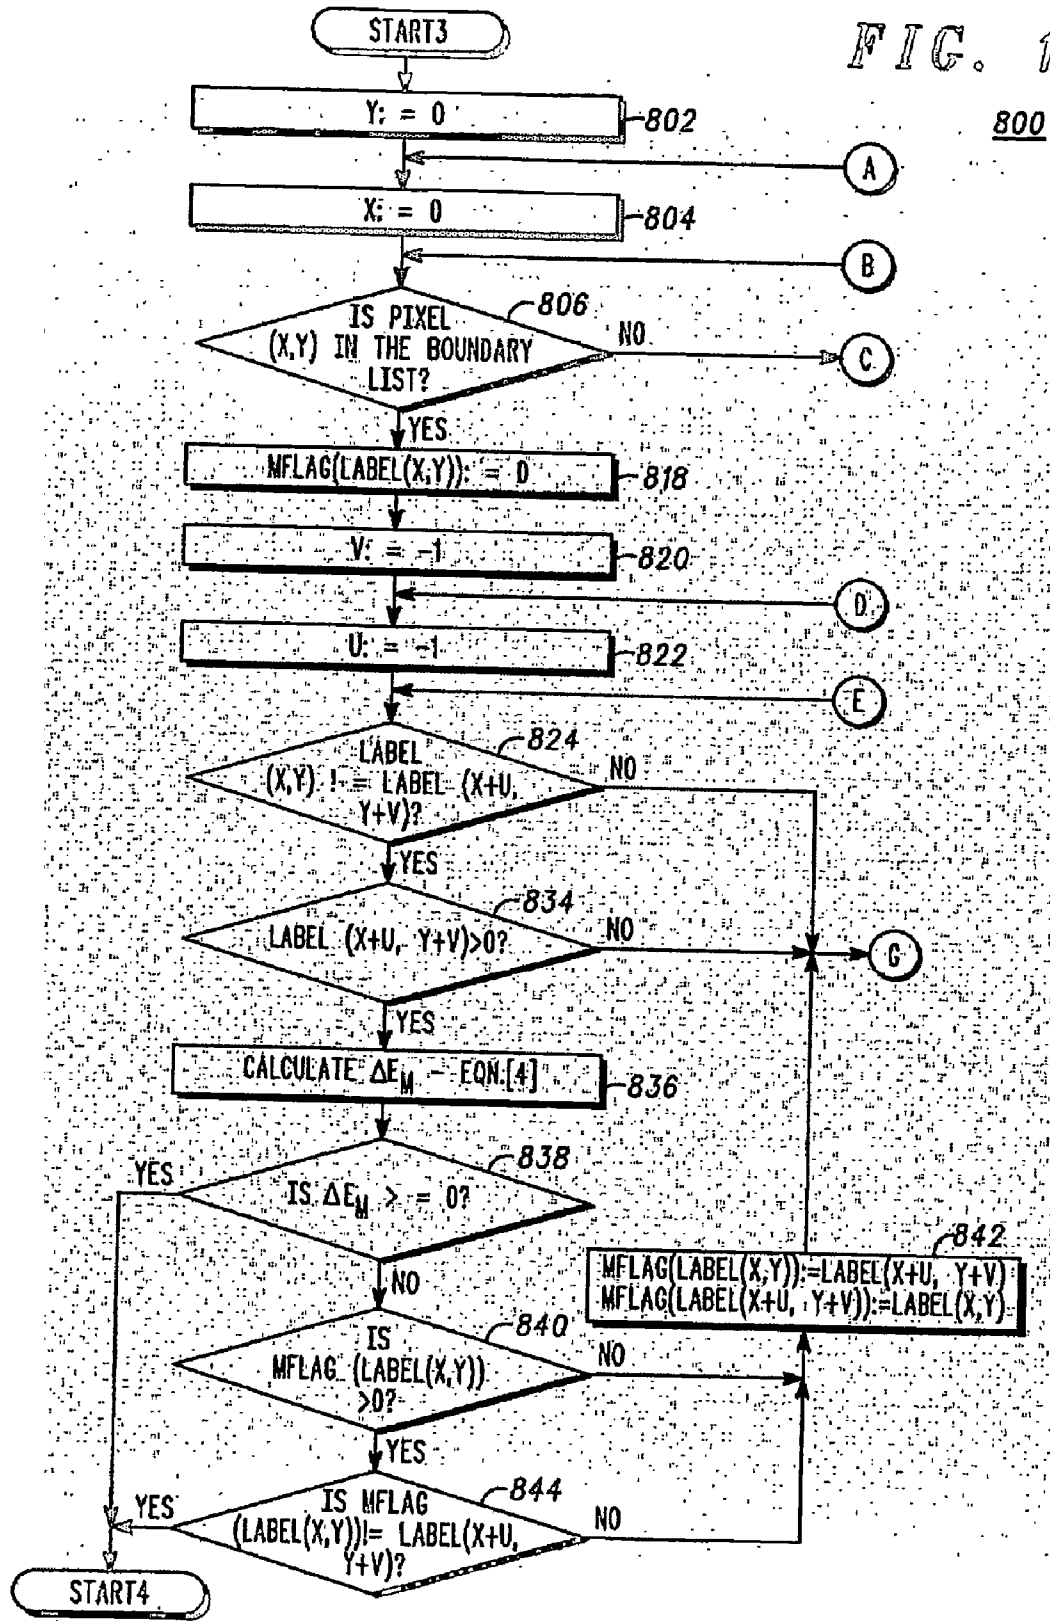 START3
FIG. 1
800
Y: = 0
802
A
X: = 0
804
B
IS PIXEL
(X,Y) IN THE BOUNDARY
LIST?
806
NO
C
YES
MFLAG(LABEL(X,Y)): = 0
818
V: = -1
820
D
U: = -1
822
E
LABEL
(X,Y) ! = LABEL (X+U,
Y+V)?
824
NO
YES
LABEL (X+U, Y+V)>0?
834
NO
G
YES
CALCULATE ΔEM - EQN.[4]
836
YES
IS ΔEM > = 0?
838
NO
842
MFLAG(LABEL(X,Y)):=LABEL(X+U, Y+V)
MFLAG(LABEL(X+U, Y+V)):=LABEL(X,Y)
IS
MFLAG (LABEL(X,Y))
>0?
840
NO
YES
YES
IS MFLAG
(LABEL(X,Y))!= LABEL(X+U,
Y+V)?
844
NO
START4